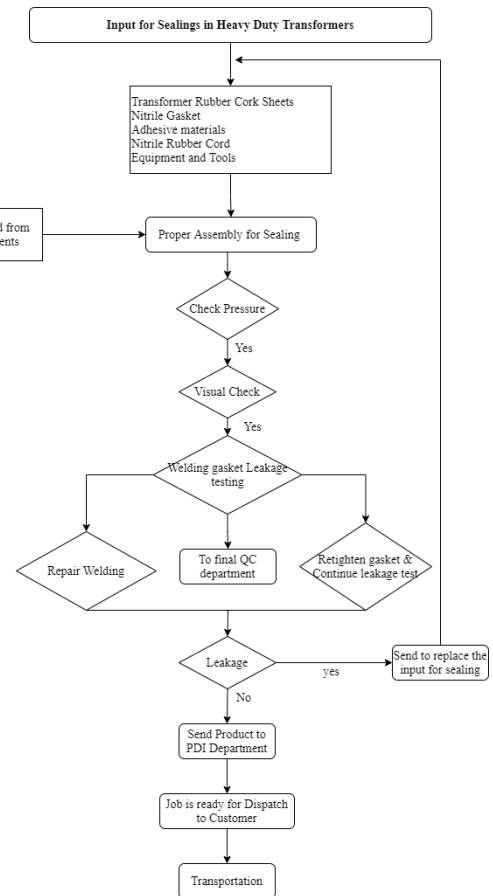 Input for Sealings in Heavy Duty Transformers
Transformer Rubber Cork Sheets
Nitrile Gasket
Adhesive materials
Nitrile Rubber Cord
Equipment and Tools
from
Proper Assembly for Sealing
Check Pressure
Yes
Visual Check
Yes
Welding gasket Leakage
testing
Repair Welding
To final QC
department
Retighten gasket &
Continue leakage test
Leakage
yes
Send to replace the
input for sealing
No
Send Product to
PDI Department
Job is ready for Dispatch
to Customer
Transportation